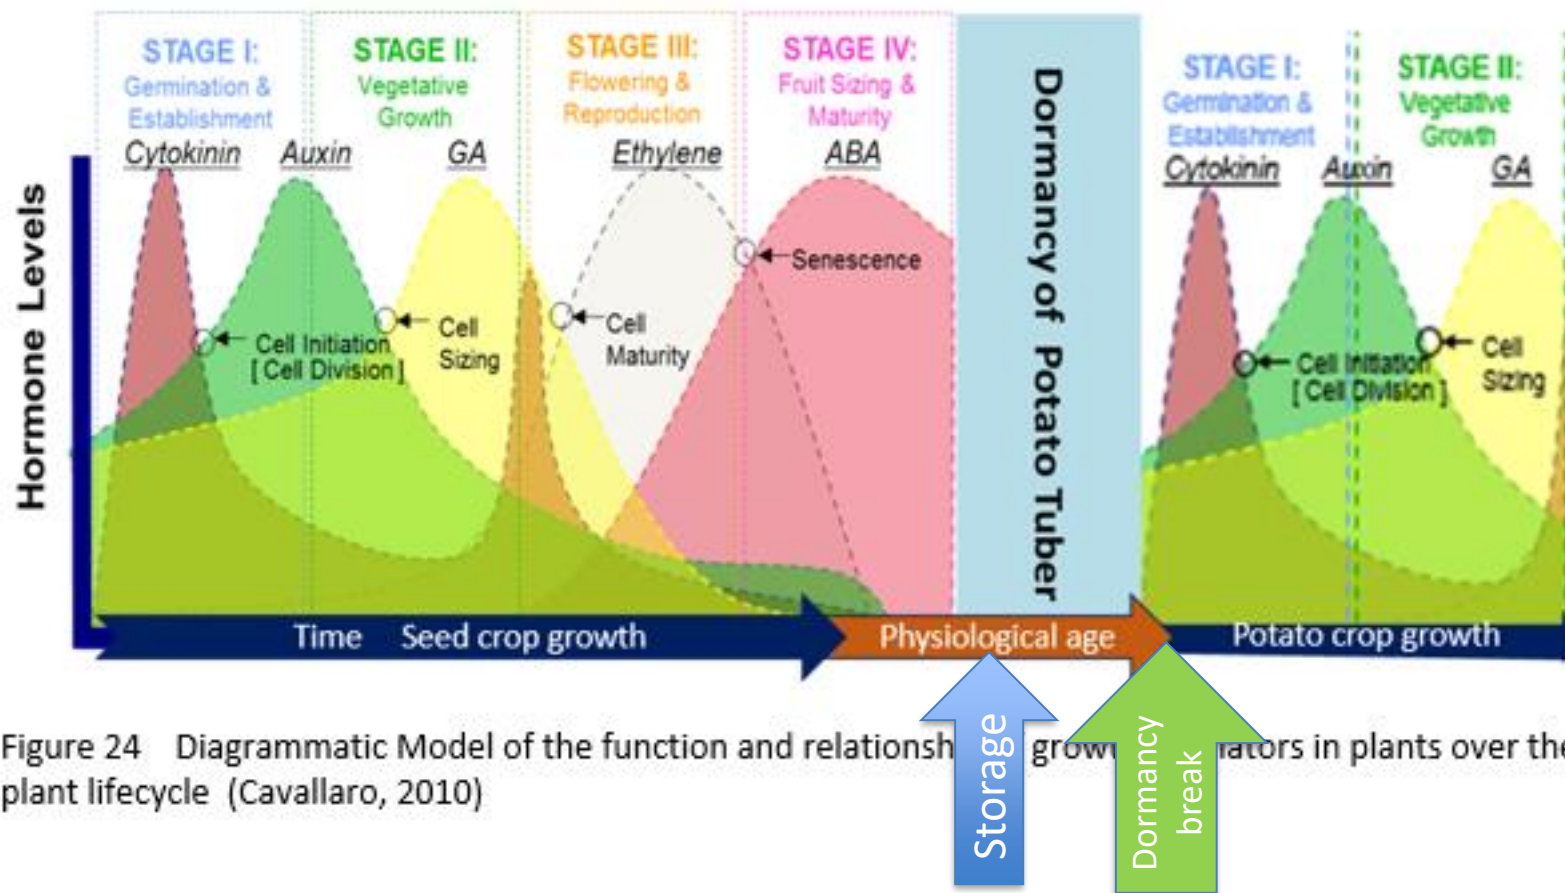 STAGE I:
Germination &
Establishment
Cytokinin
Auxin
STAGE II:
Vegetative
Growth
GA
STAGE III:
Flowering &
Reproduction
Ethylene
STAGE IV:
Fruit Sizing &
Maturity
ABA
Dormancy of Potato Tuber
STAGE I:
Germination &
Establishment
Cytokinin
Auxin
STAGE II:
Vegetative
Growth
GA
Hormone Levels
Cell Initiation
[ Cell Division ]
Cell
Sizing
Cell
Maturity
Senescence
Cell Initiation
[ Cell Division ]
Cell
Sizing
Time Seed crop growth
Physiological age
Potato crop growth
Storage
Dormancy
break
Figure 24 Diagrammatic Model of the function and in plants over the
plant lifecycle (Cavallaro, 2010)